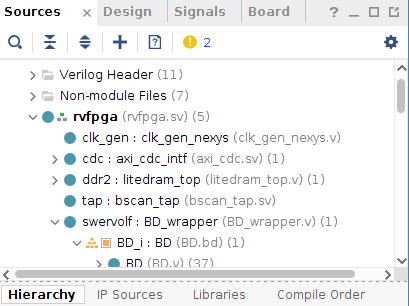 Sources Design Signals Board
2
Verilog Header (11)
Non-module Files (7)
rvfpga (rvfpga.sv) (5)
clk_gen : clk_gen_nexys (clk_gen_nexys.v)
cdc : axi_cdc_intf (axi_cdc.sv) (1)
ddr2 : litedram_top (litedram_top.v) (1)
tap : bscan_tap (bscan_tap.sv)
swervolf : BD_wrapper (BD_wrapper.v) (1)
BD_i : BD (BD.bd) (1)
BD (BD.v) (37)
Hierarchy IP Sources Libraries Compile Order